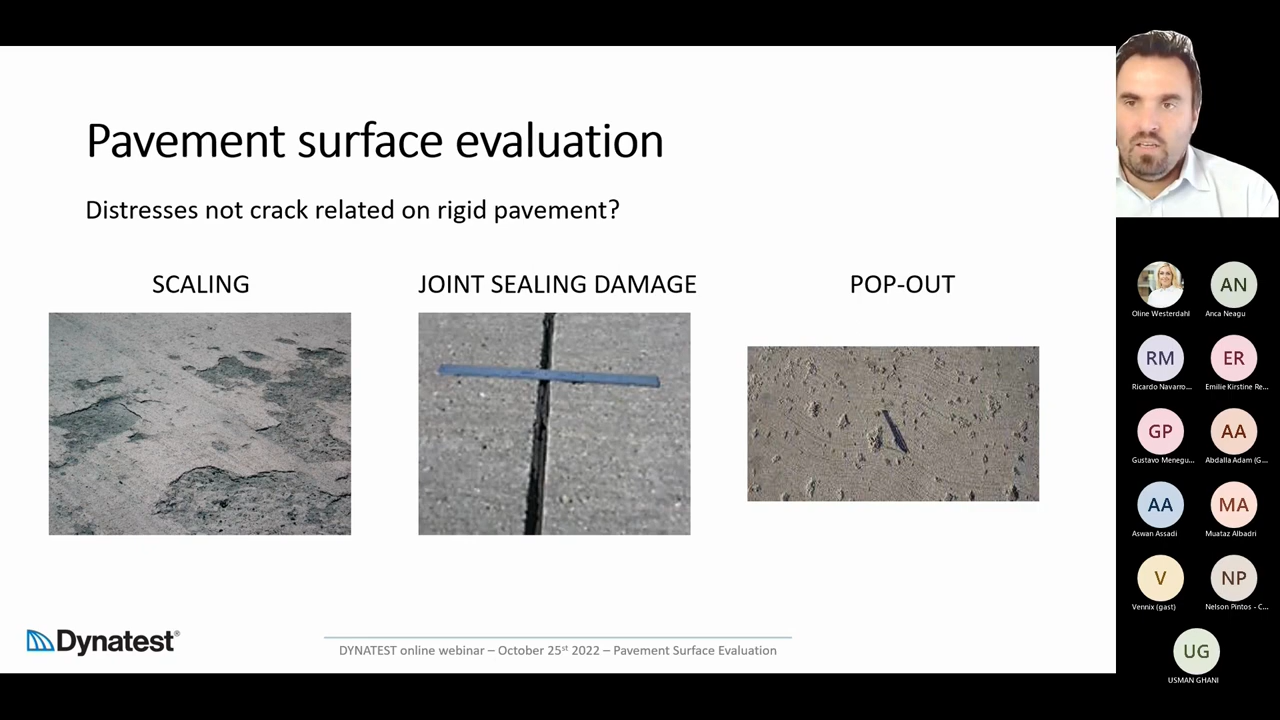 Pavement surface evaluation
Distresses not crack related on rigid pavement?
SCALING
JOINT SEALING DAMAGE
POP-OUT
Dynatest®
DYNATEST online webinar – October 25st 2022 – Pavement Surface Evaluation
Oline Westerdahl
AN
Anca Neagu
RM
Ricardo Navarro...
ER
Emilie Kirstine Re...
GP
Gustavo Menegu...
AA
Abdalla Adam (G...
AA
Aswan Assadi
MA
Muataz Albadri
V
Vennix (gast)
NP
Nelson Pintos - C...
UG
USMAN GHANI